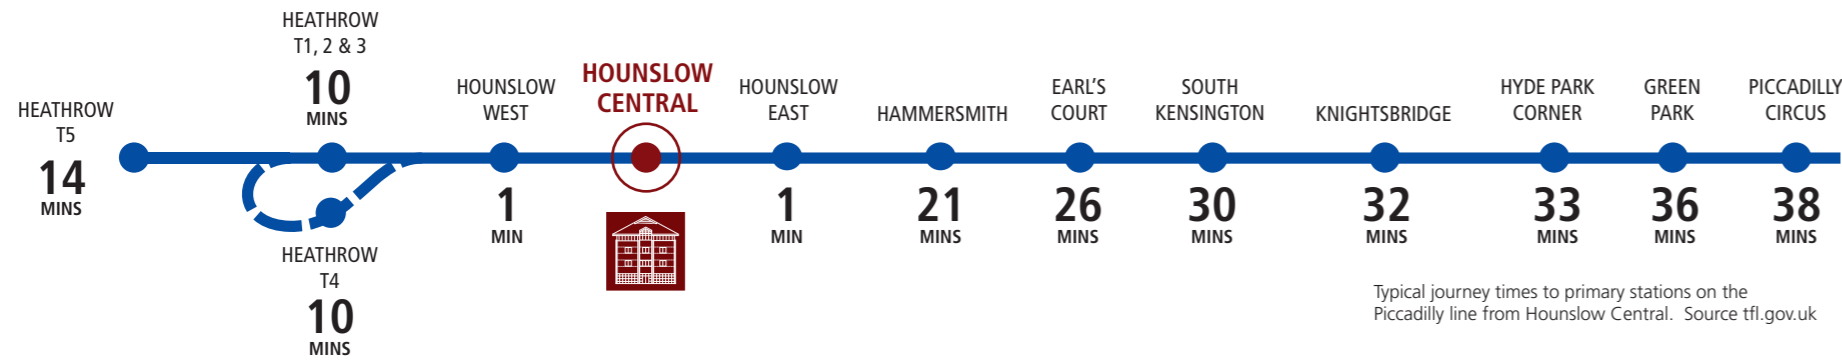 HEATHROW
T5
14
MINS
HEATHROW
T1, 2 & 3
10
MINS
HEATHROW
T4
10
MINS
HOUNSLOW
WEST
1
MIN
HOUNSLOW
CENTRAL
HOUNSLOW
EAST
1
MIN
HAMMERSMITH
21
MINS
EARL'S
COURT
26
MINS
SOUTH
KENSINGTON
30
MINS
KNIGHTSBRIDGE
32
MINS
HYDE PARK
CORNER
33
MINS
GREEN
PARK
36
MINS
PICCADILLY
CIRCUS
38
MINS
Typical journey times to primary stations on the
Piccadilly line from Hounslow Central. Source tfl.gov.uk